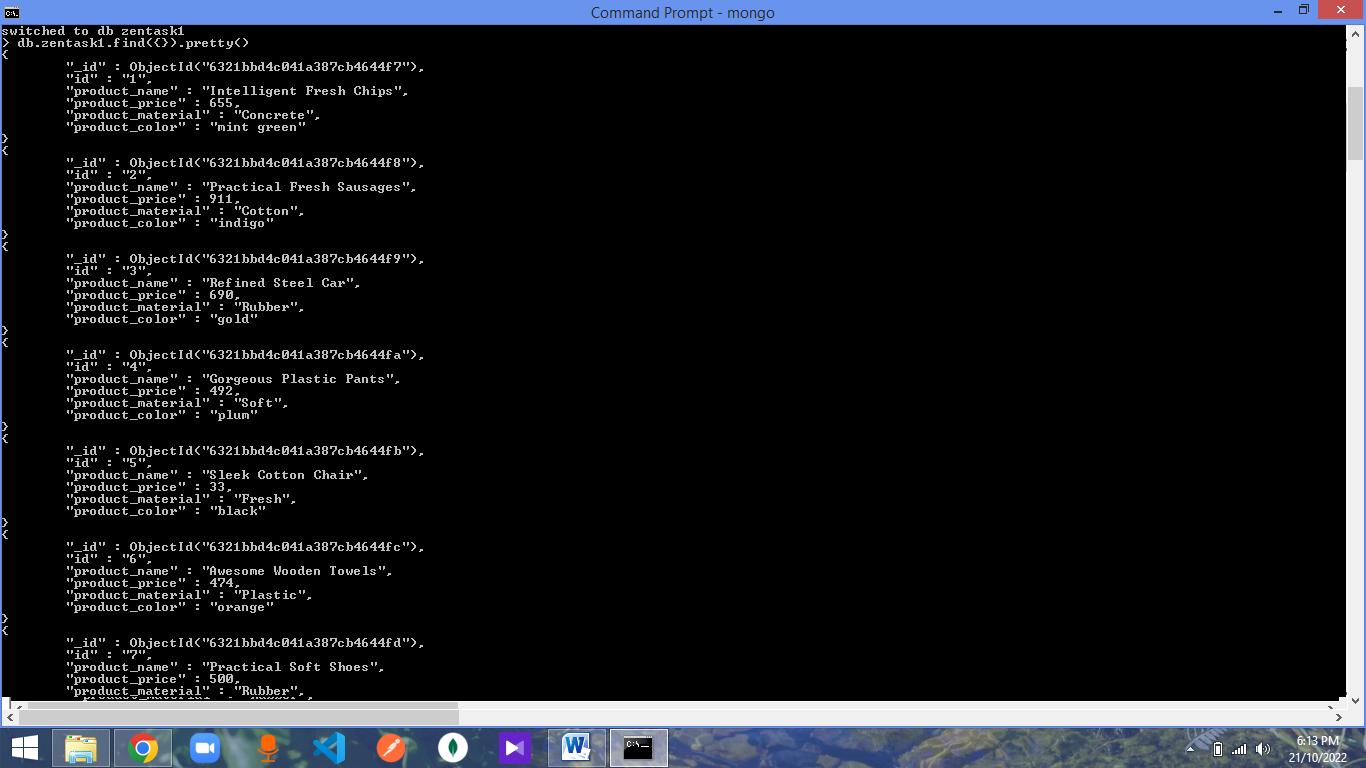 Command Prompt - mongo
switched to db zentask1
> db.zentask1.find({}).pretty()
{
"_id" : ObjectId("6321bbd4c041a387cb4644f7"),
"id" : "1",
"product_name" : "Intelligent Fresh Chips",
"product_price" : 655,
"product_material" : "Concrete",
"product_color" : "mint green"
}
{
"_id" : ObjectId("6321bbd4c041a387cb4644f8"),
"id" : "2",
"product_name" : "Practical Fresh Sausages",
"product_price" : 911,
"product_material" : "Cotton",
"product_color" : "indigo"
}
{
"_id" : ObjectId("6321bbd4c041a387cb4644f9"),
"id" : "3",
"product_name" : "Refined Steel Car",
"product_price" : 690,
"product_material" : "Rubber",
"product_color" : "gold"
}
{
"_id" : ObjectId("6321bbd4c041a387cb4644fa"),
"id" : "4",
"product_name" : "Gorgeous Plastic Pants",
"product_price" : 492,
"product_material" : "Soft",
"product_color" : "plum"
}
{
"_id" : ObjectId("6321bbd4c041a387cb4644fb"),
"id" : "5",
"product_name" : "Sleek Cotton Chair",
"product_price" : 33,
"product_material" : "Fresh",
"product_color" : "black"
}
{
"_id" : ObjectId("6321bbd4c041a387cb4644fc"),
"id" : "6",
"product_name" : "Awesome Wooden Towels",
"product_price" : 474,
"product_material" : "Plastic",
"product_color" : "orange"
}
{
"_id" : ObjectId("6321bbd4c041a387cb4644fd"),
"id" : "7",
"product_name" : "Practical Soft Shoes",
"product_price" : 500,
"product_material" : "Rubber",
6:13 PM
21/10/2022